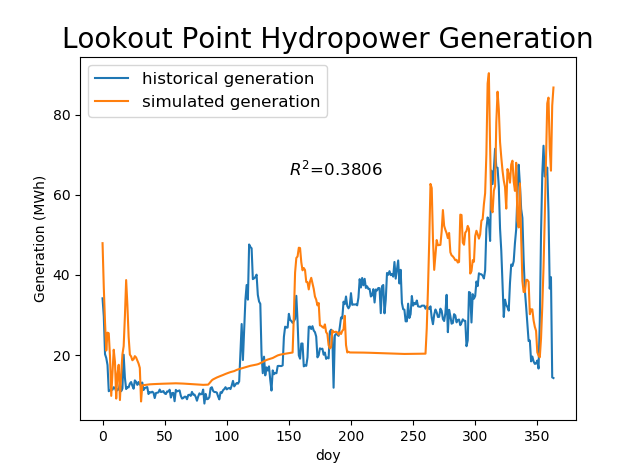 Lookout Point Hydropower Generation
historical generation
simulated generation
R²=0.3806
Generation (MWh)
80
60
40
20
0 50 100 150 200 250 300 350
doy